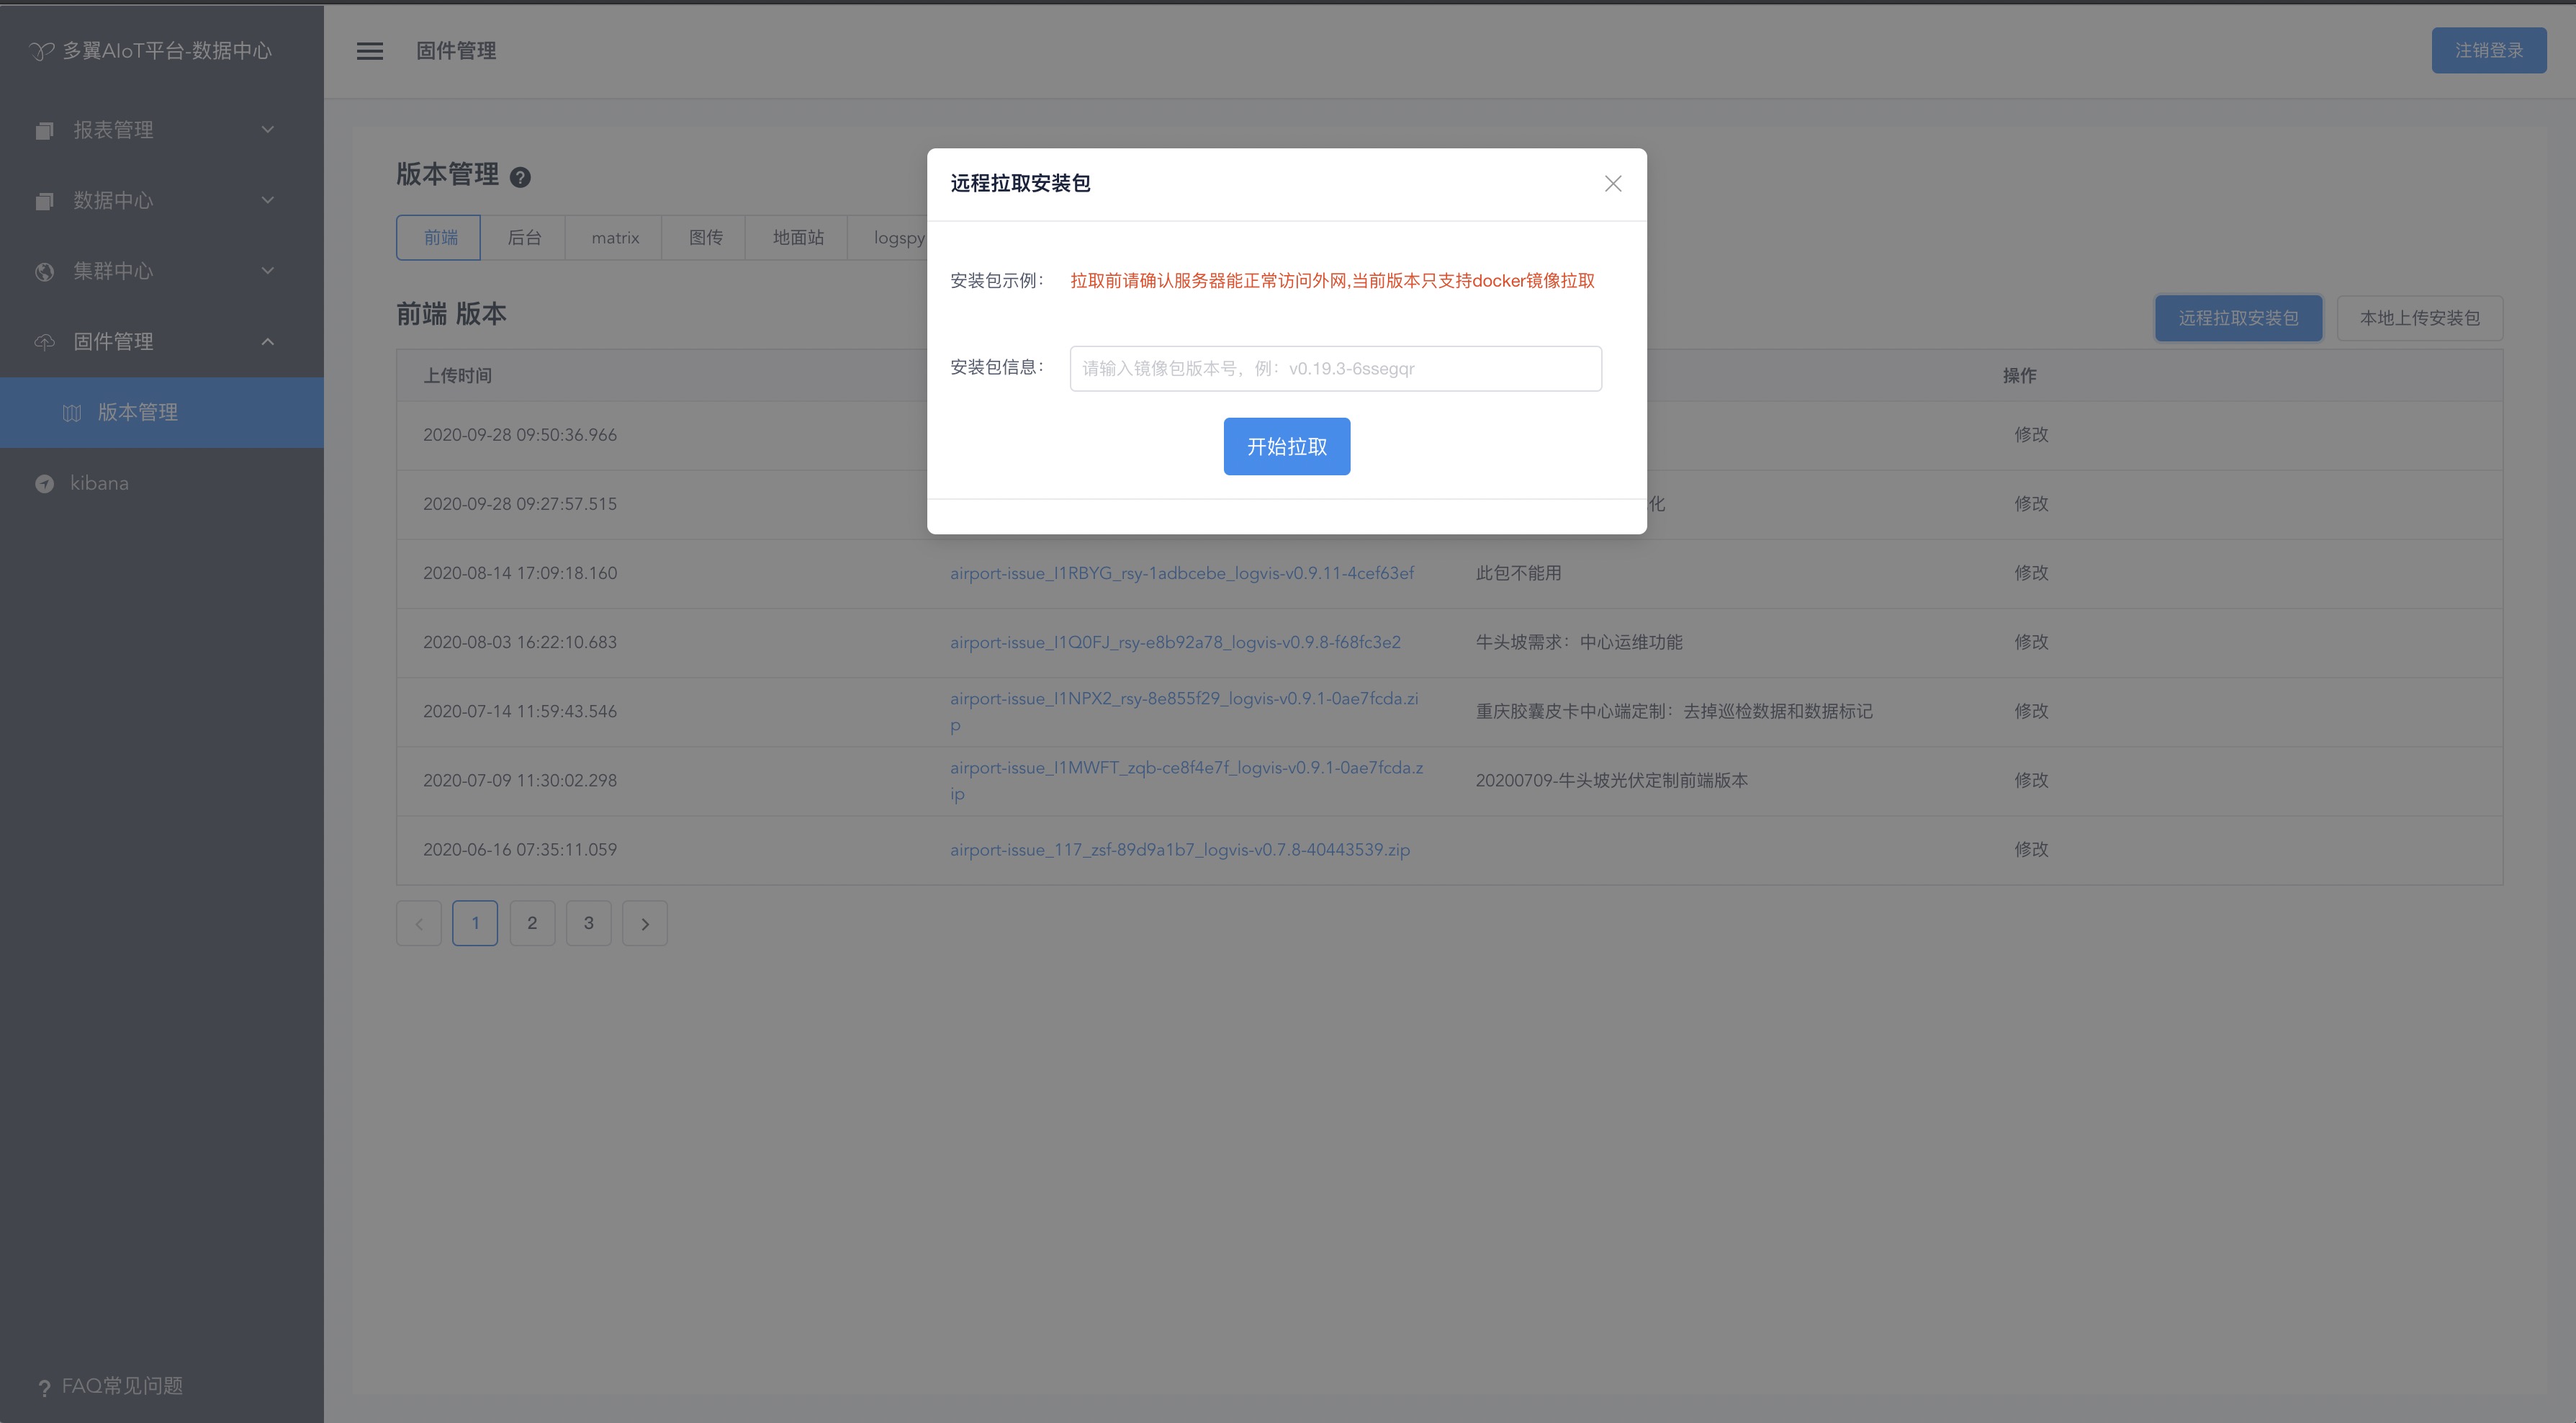 多翼AIoT平台-数据中心
固件管理
注销登录
报表管理
数据中心
集群中心
固件管理
版本管理
kibana
FAQ常见问题
版本管理
前端 后台 matrix 图传 地面站 logspy
前端 版本
远程拉取安装包 本地上传安装包
上传时间 操作
2020-09-28 09:50:36.966 修改
2020-09-28 09:27:57.515 化 修改
2020-08-14 17:09:18.160 airport-issue_I1RBYG_rsy-1adbcebe_logvis-v0.9.11-4cef63ef 此包不能用 修改
2020-08-03 16:22:10.683 airport-issue_I1Q0FJ_rsy-e8b92a78_logvis-v0.9.8-f68fc3e2 牛头坡需求：中心运维功能 修改
2020-07-14 11:59:43.546 airport-issue_I1NPX2_rsy-8e855f29_logvis-v0.9.1-0ae7fcda.zi
p 重庆胶囊皮卡中心端定制：去掉巡检数据和数据标记 修改
2020-07-09 11:30:02.298 airport-issue_I1MWFT_zqb-ce8f4e7f_logvis-v0.9.1-0ae7fcda.z
ip 20200709-牛头坡光伏定制前端版本 修改
2020-06-16 07:35:11.059 airport-issue_117_zsf-89d9a1b7_logvis-v0.7.8-40443539.zip 修改
1 2 3
远程拉取安装包
安装包示例： 拉取前请确认服务器能正常访问外网,当前版本只支持docker镜像拉取
安装包信息： 请输入镜像包版本号，例：v0.19.3-6ssegqr
开始拉取